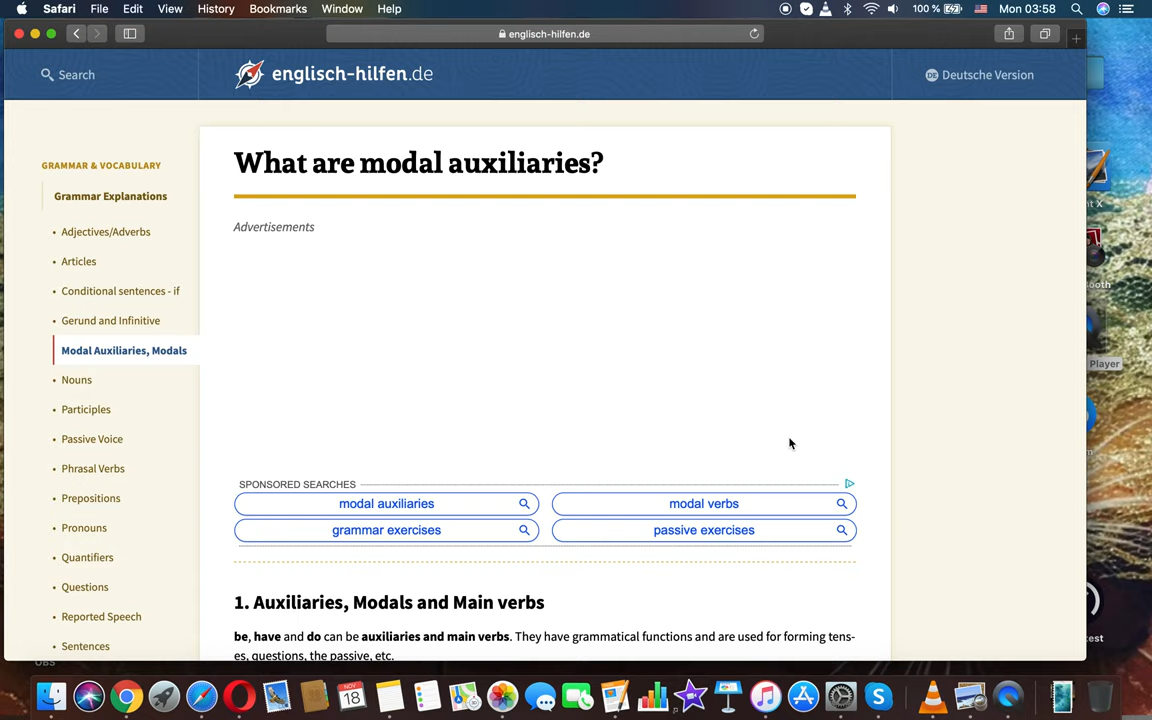 Safari File Edit View History Bookmarks Window Help 100 % Mon 03:58
englisch-hilfen.de
Search
englisch-hilfen.de
DE Deutsche Version
GRAMMAR & VOCABULARY
Grammar Explanations
• Adjectives/Adverbs
• Articles
• Conditional sentences - if
• Gerund and Infinitive
Modal Auxiliaries, Modals
• Nouns
• Participles
• Passive Voice
• Phrasal Verbs
• Prepositions
• Pronouns
• Quantifiers
• Questions
• Reported Speech
• Sentences
What are modal auxiliaries?
Advertisements
SPONSORED SEARCHES
modal auxiliaries
modal verbs
grammar exercises
passive exercises
1. Auxiliaries, Modals and Main verbs
be, have and do can be auxiliaries and main verbs. They have grammatical functions and are used for forming tens-
es, questions, the passive, etc.
Player
OBS
NOV
18